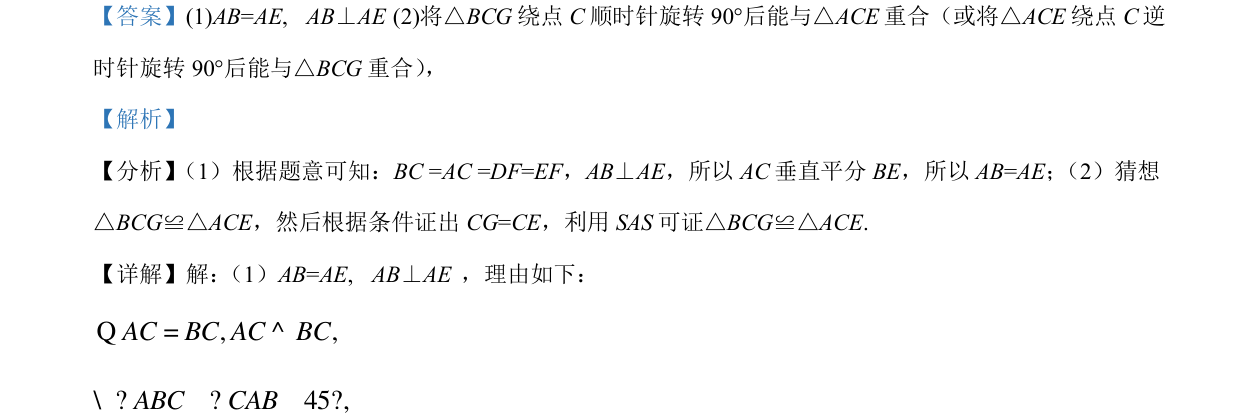 【答案】(1)AB=AE, AB⊥AE (2)将△BCG绕点C顺时针旋转90°后能与△ACE重合（或将△ACE绕点C逆
时针旋转90°后能与△BCG重合），
【解析】
【分析】（1）根据题意可知：BC =AC =DF=EF，AB⊥AE，所以AC垂直平分BE，所以AB=AE；（2）猜想
△BCG≌△ACE，然后根据条件证出CG=CE，利用SAS可证△BCG≌△ACE.
【详解】解：（1）AB=AE, AB⊥AE ，理由如下：
Q AC = BC, AC ^ BC,
\ ? ABC ? CAB 45?,